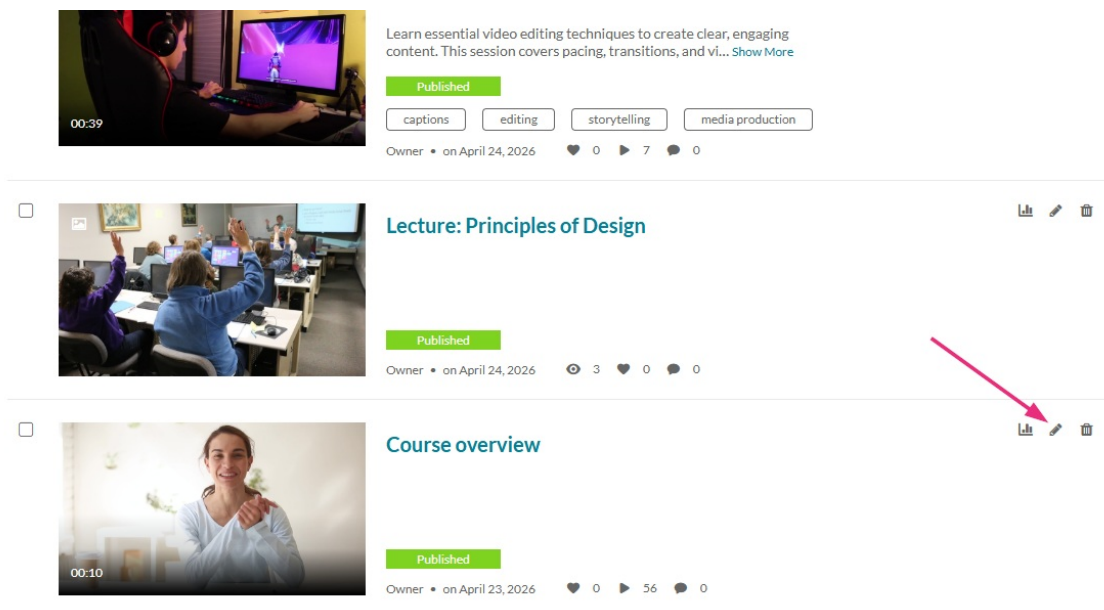 Learn essential video editing techniques to create clear, engaging
content. This session covers pacing, transitions, and vi... Show More
Published
captions editing storytelling media production
00:39
Owner • on April 24, 2026 0 7 0
Lecture: Principles of Design
Published
Owner • on April 24, 2026 3 0 0
Course overview
Published
00:10
Owner • on April 23, 2026 0 56 0